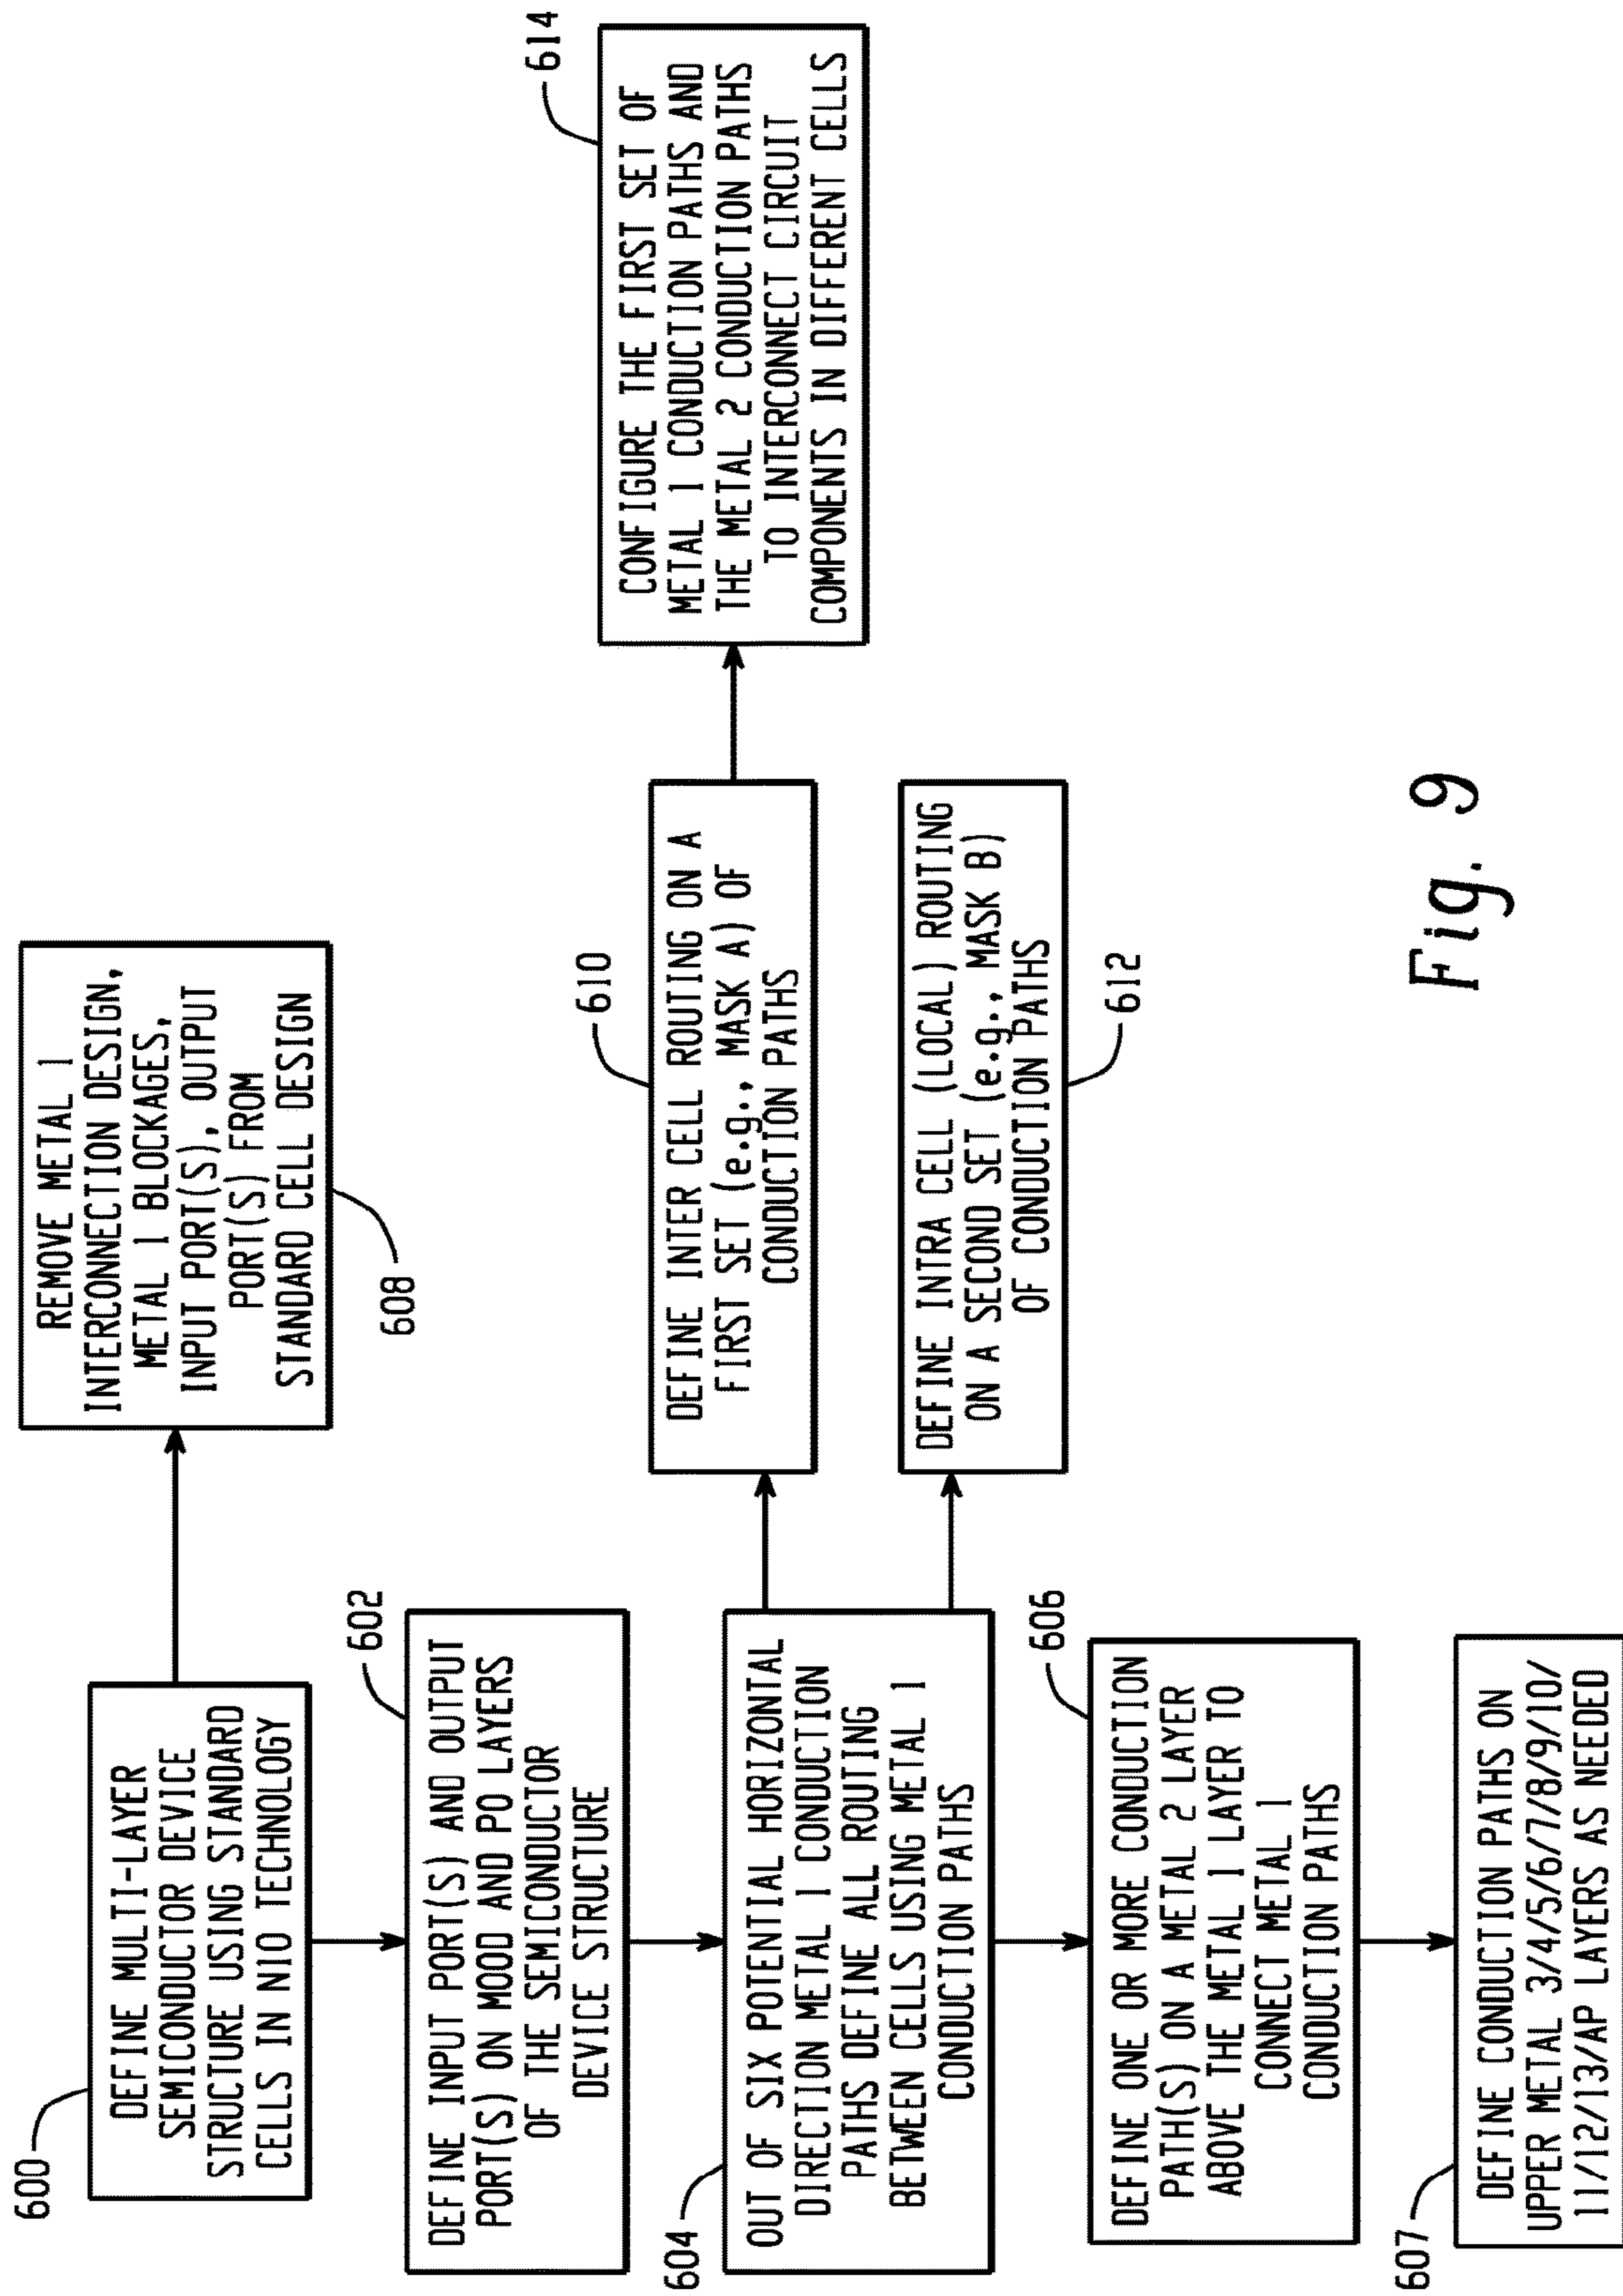 600
DEFINE MULTI-LAYER
SEMICONDUCTOR DEVICE
STRUCTURE USING STANDARD
CELLS IN N10 TECHNOLOGY
REMOVE METAL 1
INTERCONNECTION DESIGN,
METAL 1 BLOCKAGES,
INPUT PORT(S), OUTPUT
PORT(S) FROM
STANDARD CELL DESIGN
608
602
DEFINE INPUT PORT(S) AND OUTPUT
PORT(S) ON MOOD AND PO LAYERS
OF THE SEMICONDUCTOR
DEVICE STRUCTURE
604
OUT OF SIX POTENTIAL HORIZONTAL
DIRECTION METAL 1 CONDUCTION
PATHS DEFINE ALL ROUTING
BETWEEN CELLS USING METAL 1
CONDUCTION PATHS
610
DEFINE INTER CELL ROUTING ON A
FIRST SET (e.g., MASK A) OF
CONDUCTION PATHS
614
CONFIGURE THE FIRST SET OF
METAL 1 CONDUCTION PATHS AND
THE METAL 2 CONDUCTION PATHS
TO INTERCONNECT CIRCUIT
COMPONENTS IN DIFFERENT CELLS
DEFINE INTRA CELL (LOCAL) ROUTING
ON A SECOND SET (e.g., MASK B)
OF CONDUCTION PATHS
612
606
DEFINE ONE OR MORE CONDUCTION
PATH(S) ON A METAL 2 LAYER
ABOVE THE METAL 1 LAYER TO
CONNECT METAL 1
CONDUCTION PATHS
607
DEFINE CONDUCTION PATHS ON
UPPER METAL 3/4/5/6/7/8/9/10/
11/12/13/AP LAYERS AS NEEDED
Fig. 9